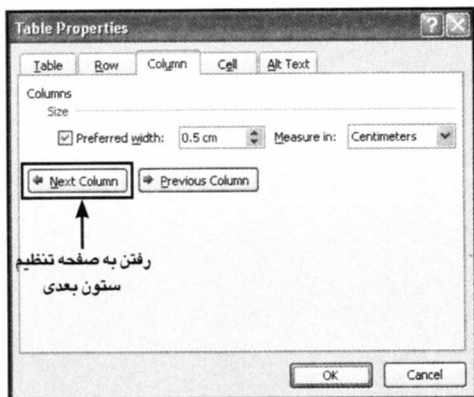 Table Properties
Table Row Column Cell Alt Text
Columns
Size
Preferred width: 0.5 cm Measure in: Centimeters
Next Column Previous Column
رفتن به صفحه تنظیم
ستون بعدی
OK Cancel